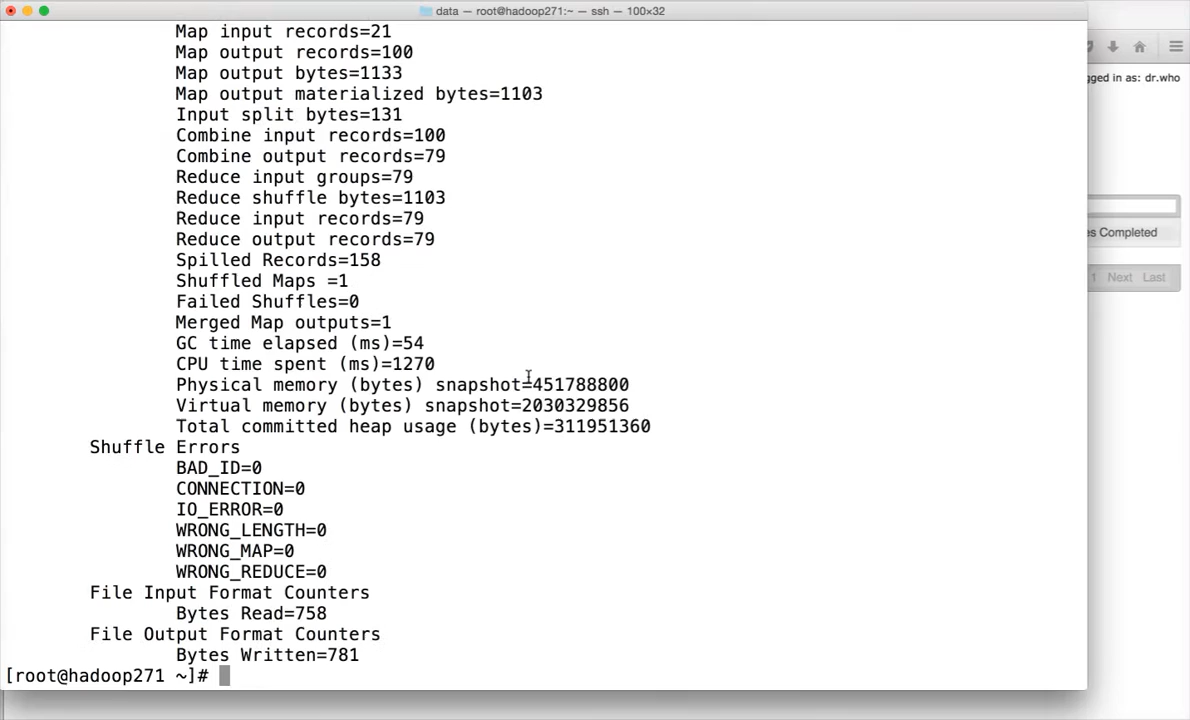 data — root@hadoop271:~ — ssh — 100×32
Map input records=21
Map output records=100
Map output bytes=1133
Map output materialized bytes=1103
Input split bytes=131
Combine input records=100
Combine output records=79
Reduce input groups=79
Reduce shuffle bytes=1103
Reduce input records=79
Reduce output records=79
Spilled Records=158
Shuffled Maps =1
Failed Shuffles=0
Merged Map outputs=1
GC time elapsed (ms)=54
CPU time spent (ms)=1270
Physical memory (bytes) snapshot=451788800
Virtual memory (bytes) snapshot=2030329856
Total committed heap usage (bytes)=311951360
Shuffle Errors
BAD_ID=0
CONNECTION=0
IO_ERROR=0
WRONG_LENGTH=0
WRONG_MAP=0
WRONG_REDUCE=0
File Input Format Counters
Bytes Read=758
File Output Format Counters
Bytes Written=781
[root@hadoop271 ~]#
gged in as: dr.who
es Completed
1 Next Last